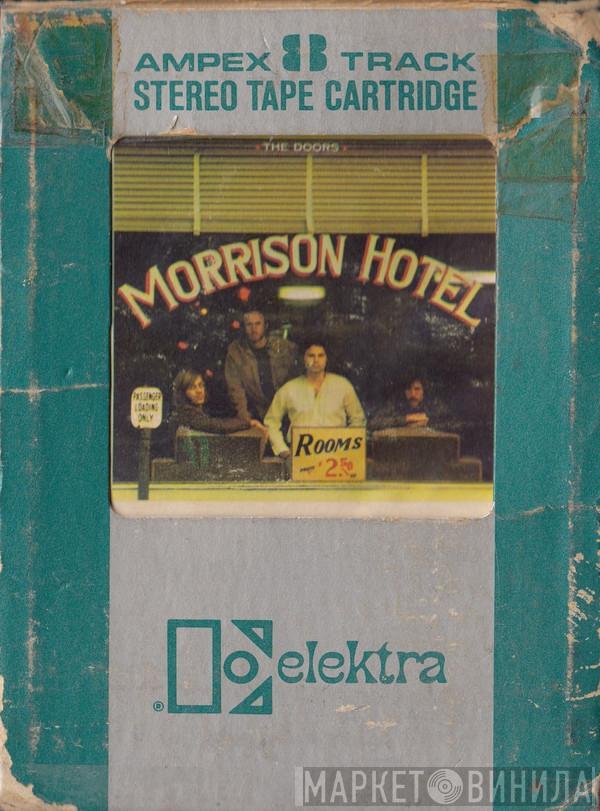 AMPEX 8 TRACK
STEREO TAPE CARTRIDGE
• THE DOORS •
MORRISON HOTEL
PASSENGER
LOADING
ONLY
ROOMS
2.50
elektra
®
МАРКЕТ ВИНИЛА